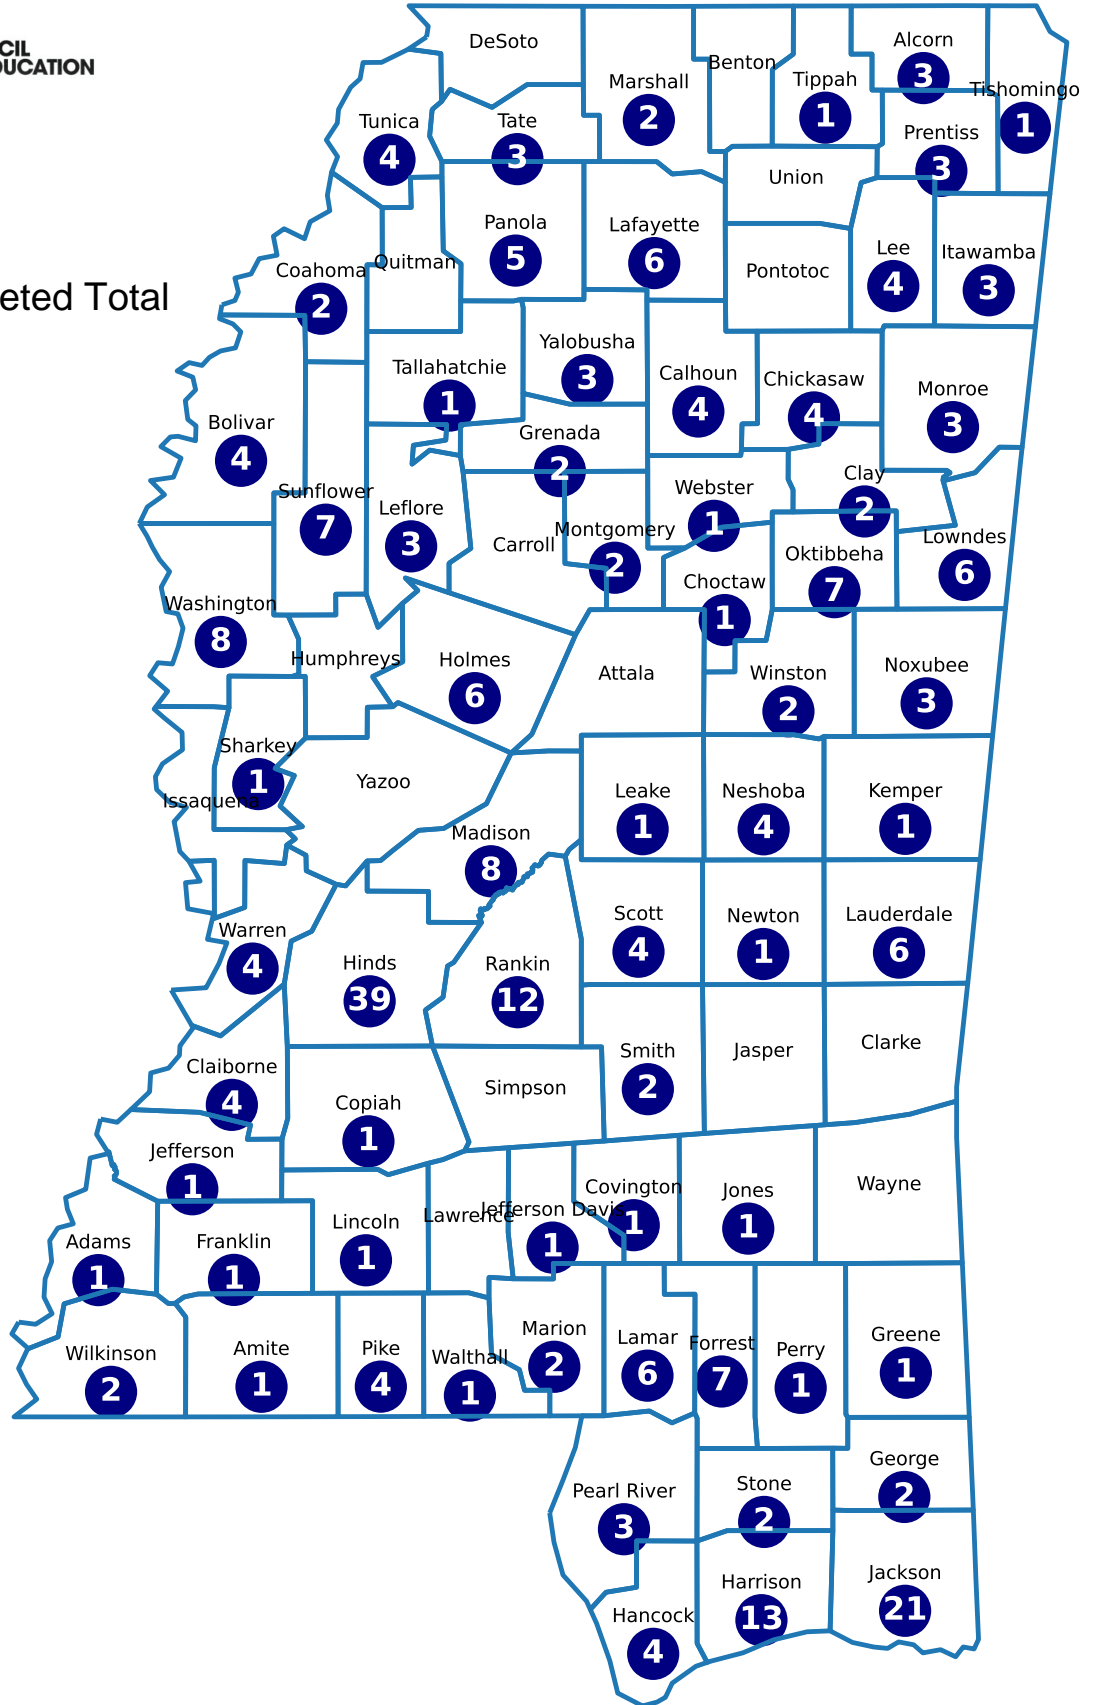 CIL
DUCATION
eted Total
DeSoto
Marshall
2
Benton
Tippah
1
Alcorn
3
Tishomingo
1
Tunica
4
Tate
3
Prentiss
3
Union
Panola
5
Lafayette
6
Pontotoc
Lee
4
Itawamba
3
Quitman
Coahoma
2
Tallahatchie
1
Yalobusha
3
Calhoun
4
Chickasaw
4
Monroe
3
Bolivar
4
Grenada
2
Sunflower
7
Leflore
3
Carroll
Montgomery
2
Webster
1
Clay
2
Lowndes
6
Oktibbeha
7
Choctaw
1
Washington
8
Humphreys
Holmes
6
Attala
Winston
2
Noxubee
3
Sharkey
1
Issaquena
Yazoo
Leake
1
Neshoba
4
Kemper
1
Madison
8
Warren
4
Hinds
39
Rankin
12
Scott
4
Newton
1
Lauderdale
6
Claiborne
4
Copiah
1
Simpson
Smith
2
Jasper
Clarke
Jefferson
1
Adams
1
Franklin
1
Lincoln
1
Lawrence
Jefferson Davis
1
Covington
1
Jones
1
Wayne
Wilkinson
2
Amite
1
Pike
4
Walthall
1
Marion
2
Lamar
6
Forrest
7
Perry
1
Greene
1
Pearl River
3
Stone
2
George
2
Hancock
4
Harrison
13
Jackson
21